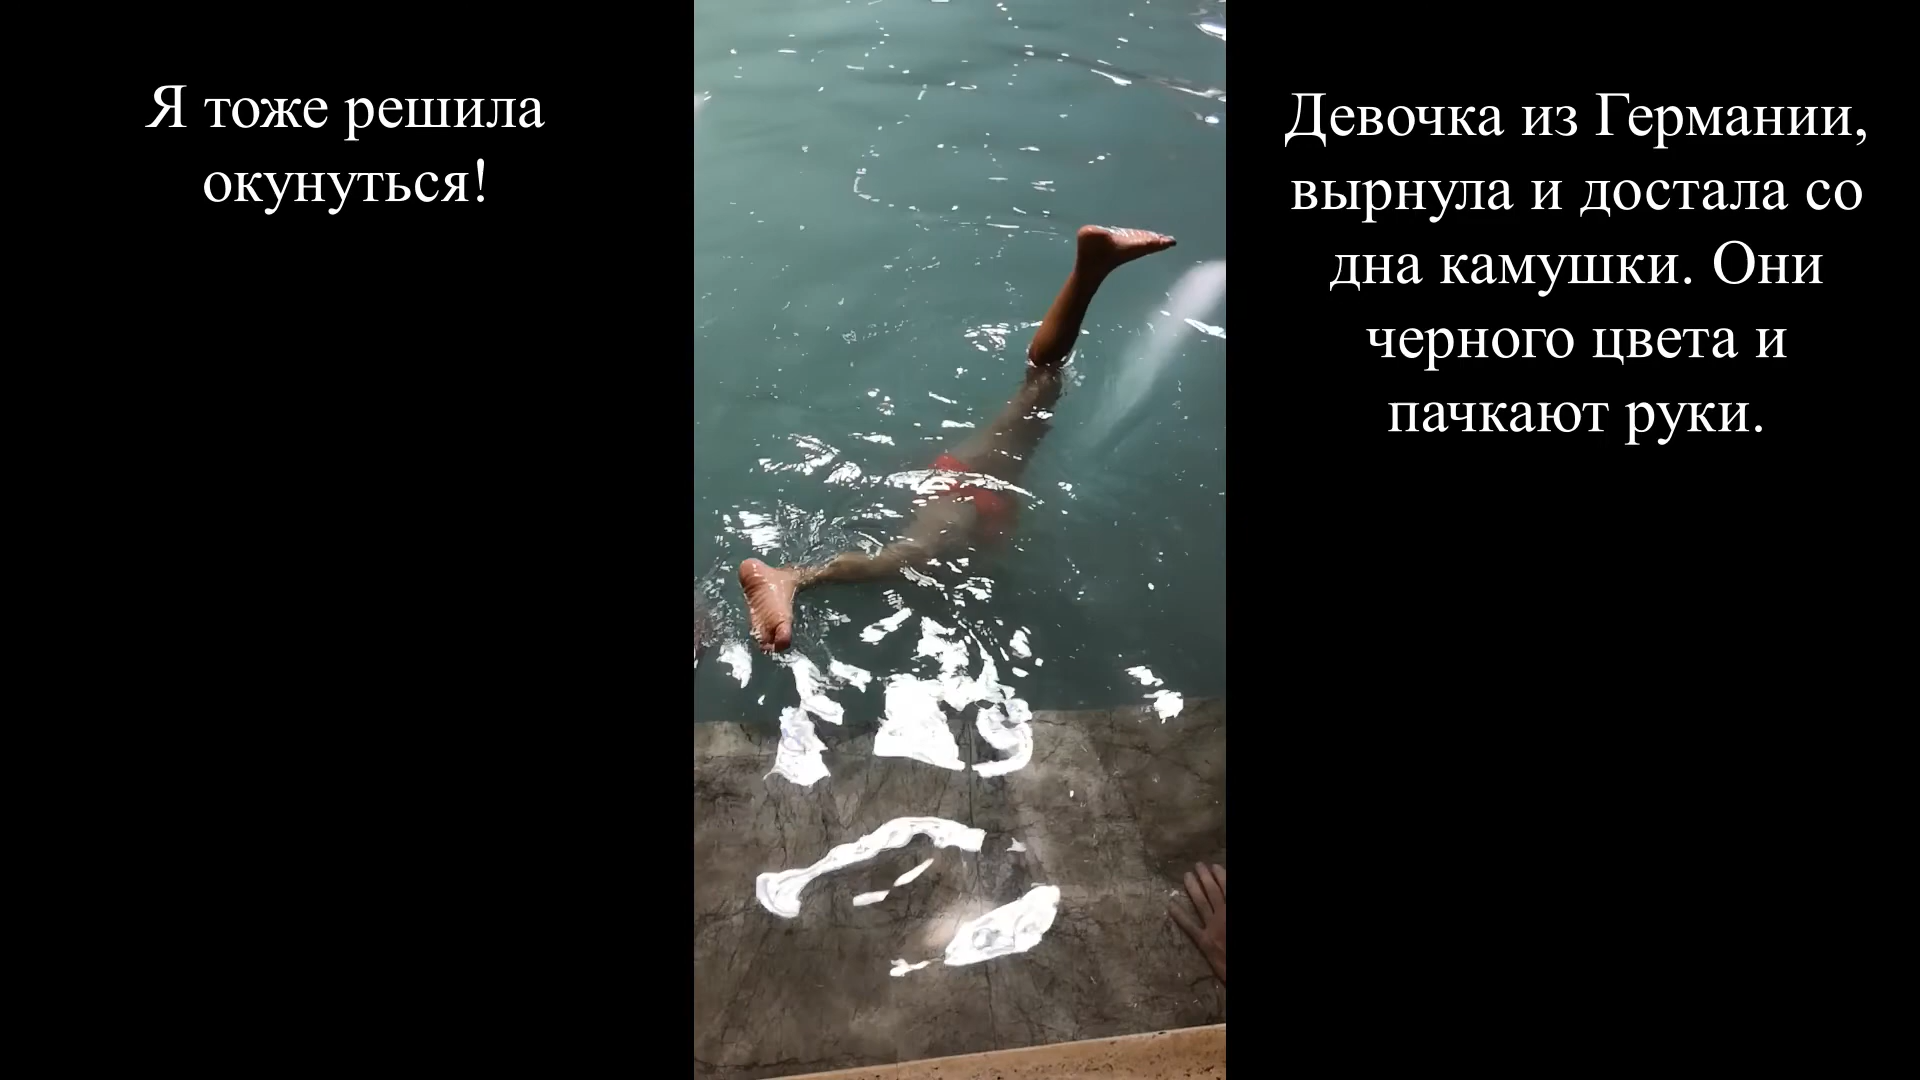 Я тоже решила
окунуться!
Девочка из Германии,
вырнула и достала со
дна камушки. Они
черного цвета и
пачкают руки.